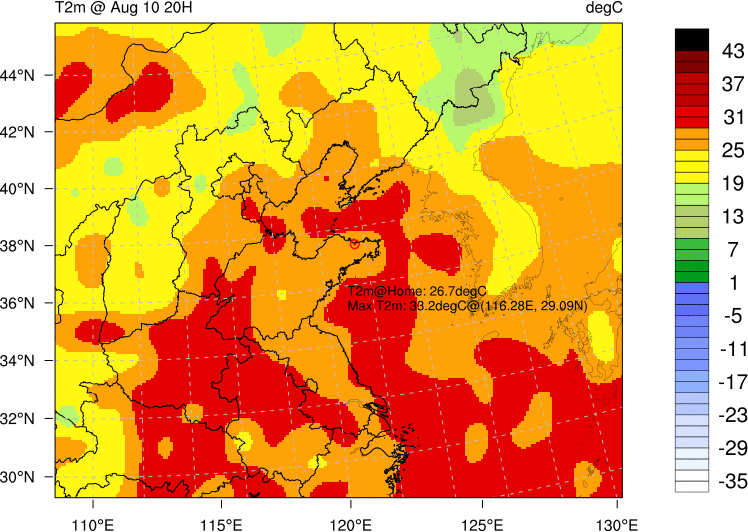 T2m @ Aug 10 20H degC
44°N
42°N
40°N
38°N
36°N
34°N
32°N
30°N
110°E 115°E 120°E 125°E 130°E
T2m@Home: 26.7degC
Max T2m: 33.2degC@(116.28E, 29.09N)
43
37
31
25
19
13
7
1
-5
-11
-17
-23
-29
-35